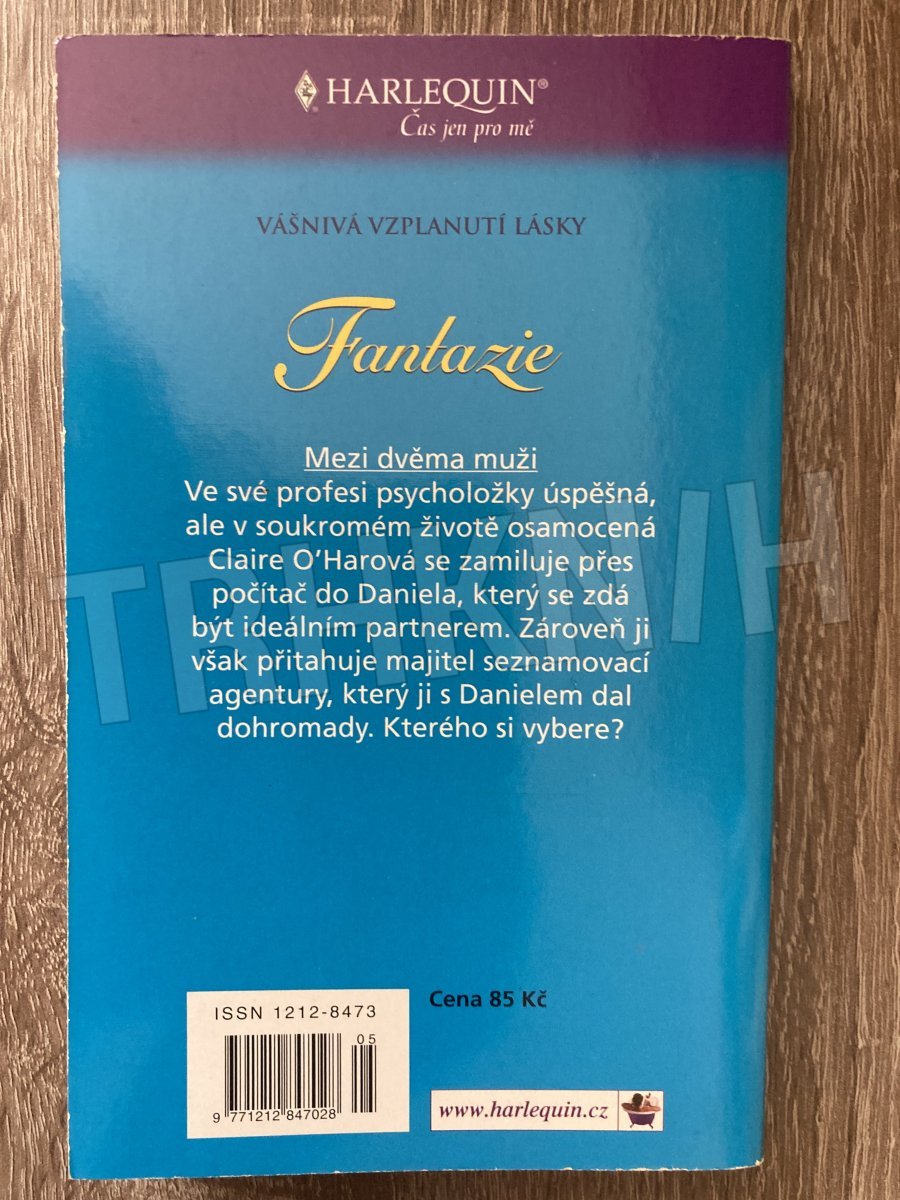 HARLEQUIN®
Čas jen pro mě
VÁŠNIVÁ VZPLANUTÍ LÁSKY
Fantazie
Mezi dvěma muži
Ve své profesi psycholožky úspěšná,
ale v soukromém životě osamocená
Claire O’Harová se zamiluje přes
počítač do Daniela, který se zdá
být ideálním partnerem. Zároveň ji
však přitahuje majitel seznamovací
agentury, který ji s Danielem dal
dohromady. Kterého si vybere?
TRHKNIH
ISSN 1212-8473
05
9 771212 847028
Cena 85 Kč
www.harlequin.cz